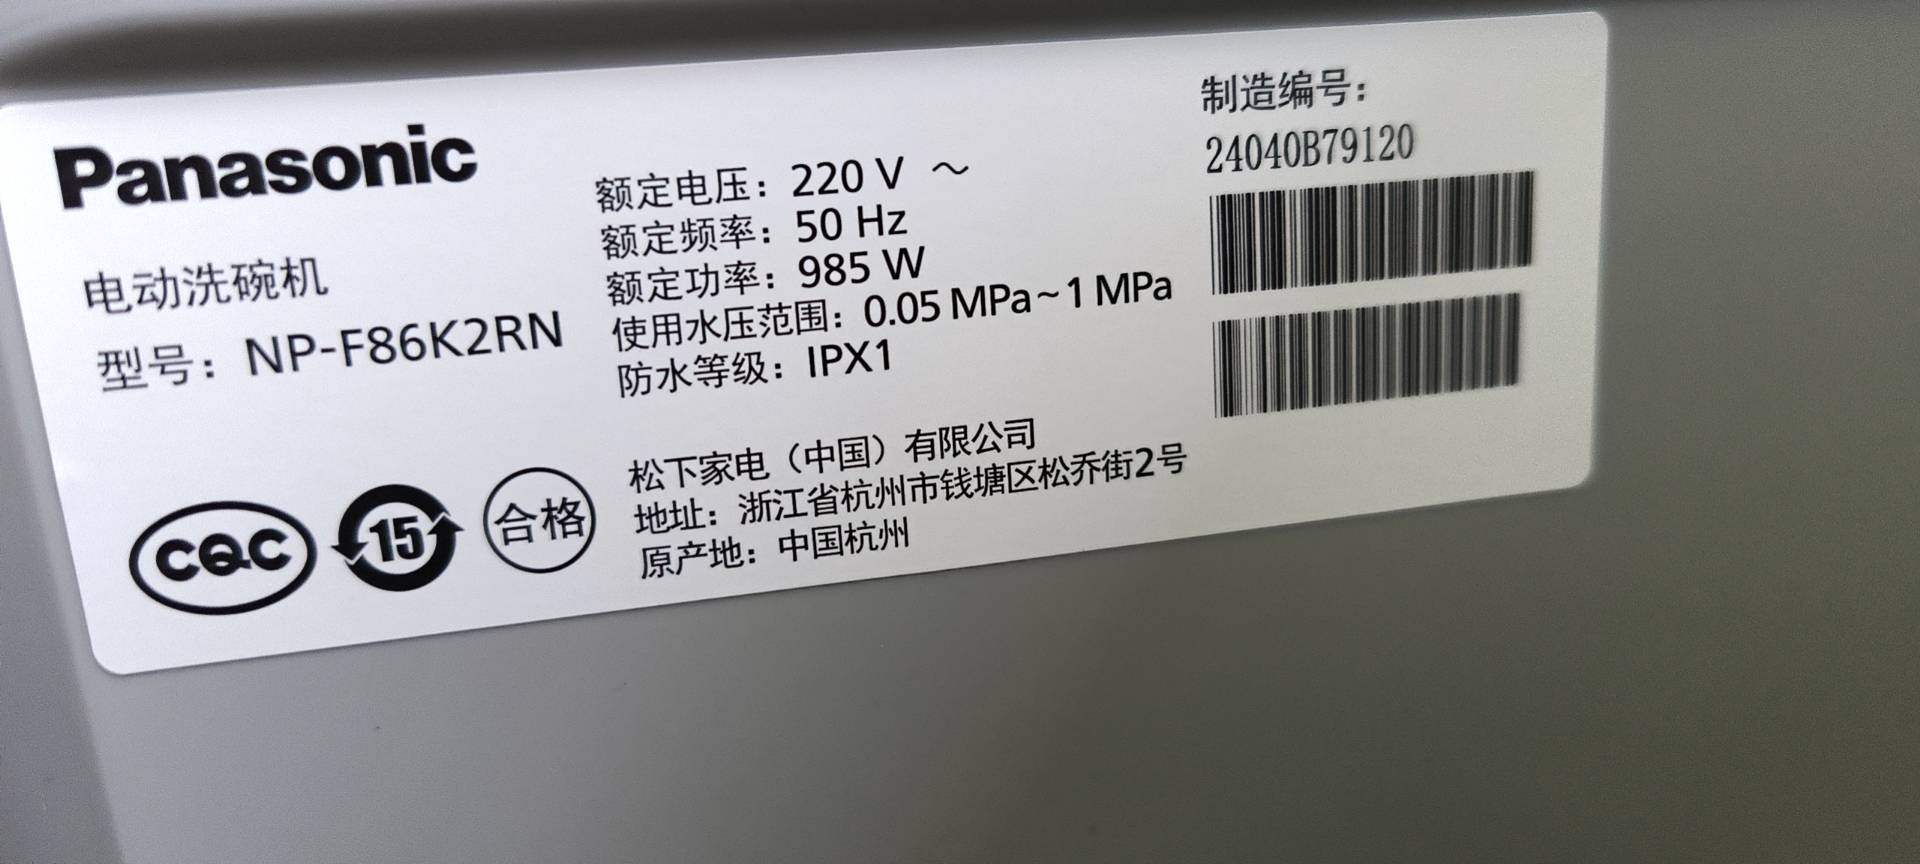 Panasonic
电动洗碗机
型号：NP-F86K2RN
额定电压：220 V ～
额定频率：50 Hz
额定功率：985 W
使用水压范围：0.05 MPa~1 MPa
防水等级：IPX1
制造编号：
24040B79120
CQC
15
合格
松下家电（中国）有限公司
地址：浙江省杭州市钱塘区松乔街2号
原产地：中国杭州